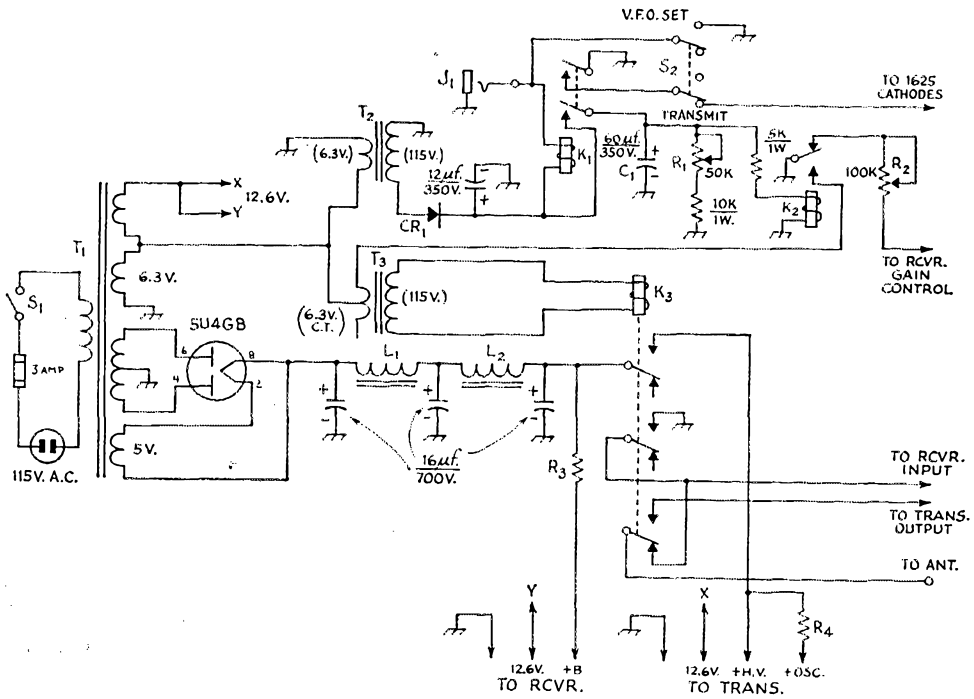 V.F.O. SET
J1
S2
TO 1625
CATHODES
TRANSMIT
T2
(6.3V.)
(115V.)
12µf.
350V.
CR1
K1
60µf.
350V.
C1
R1
50K
10K
1W.
5K
1W
K2
100K
R2
TO RCVR.
GAIN
CONTROL
X
Y
12.6V.
T1
6.3V.
S1
3 AMP
115V. A.C.
T3
(6.3V.
C.T.)
(115V.)
K3
5U4GB
6
4
8
2
5V.
L1
L2
+
-
+
-
+
-
16µf.
700V.
R3
TO RCVR.
INPUT
TO TRANS.
OUTPUT
TO ANT.
Y
X
R4
12.6V. +B
TO RCVR.
12.6V. +H.V. +OSC.
TO TRANS.